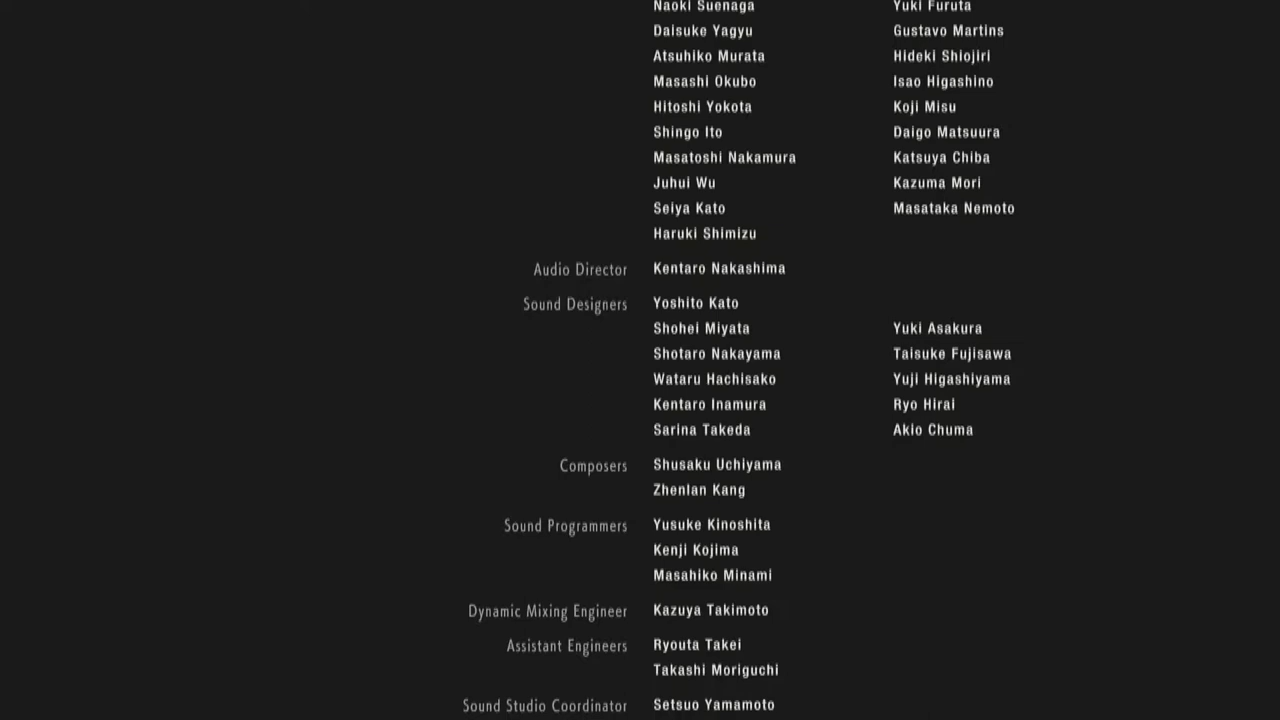 Naoki Suenaga Yuki Furuta
Daisuke Yagyu Gustavo Martins
Atsuhiko Murata Hideki Shiojiri
Masashi Okubo Isao Higashino
Hitoshi Yokota Koji Misu
Shingo Ito Daigo Matsuura
Masatoshi Nakamura Katsuya Chiba
Juhui Wu Kazuma Mori
Seiya Kato Masataka Nemoto
Haruki Shimizu
Audio Director Kentaro Nakashima
Sound Designers Yoshito Kato
Shohei Miyata Yuki Asakura
Shotaro Nakayama Taisuke Fujisawa
Wataru Hachisako Yuji Higashiyama
Kentaro Inamura Ryo Hirai
Sarina Takeda Akio Chuma
Composers Shusaku Uchiyama
Zhenlan Kang
Sound Programmers Yusuke Kinoshita
Kenji Kojima
Masahiko Minami
Dynamic Mixing Engineer Kazuya Takimoto
Assistant Engineers Ryouta Takei
Takashi Moriguchi
Sound Studio Coordinator Setsuo Yamamoto